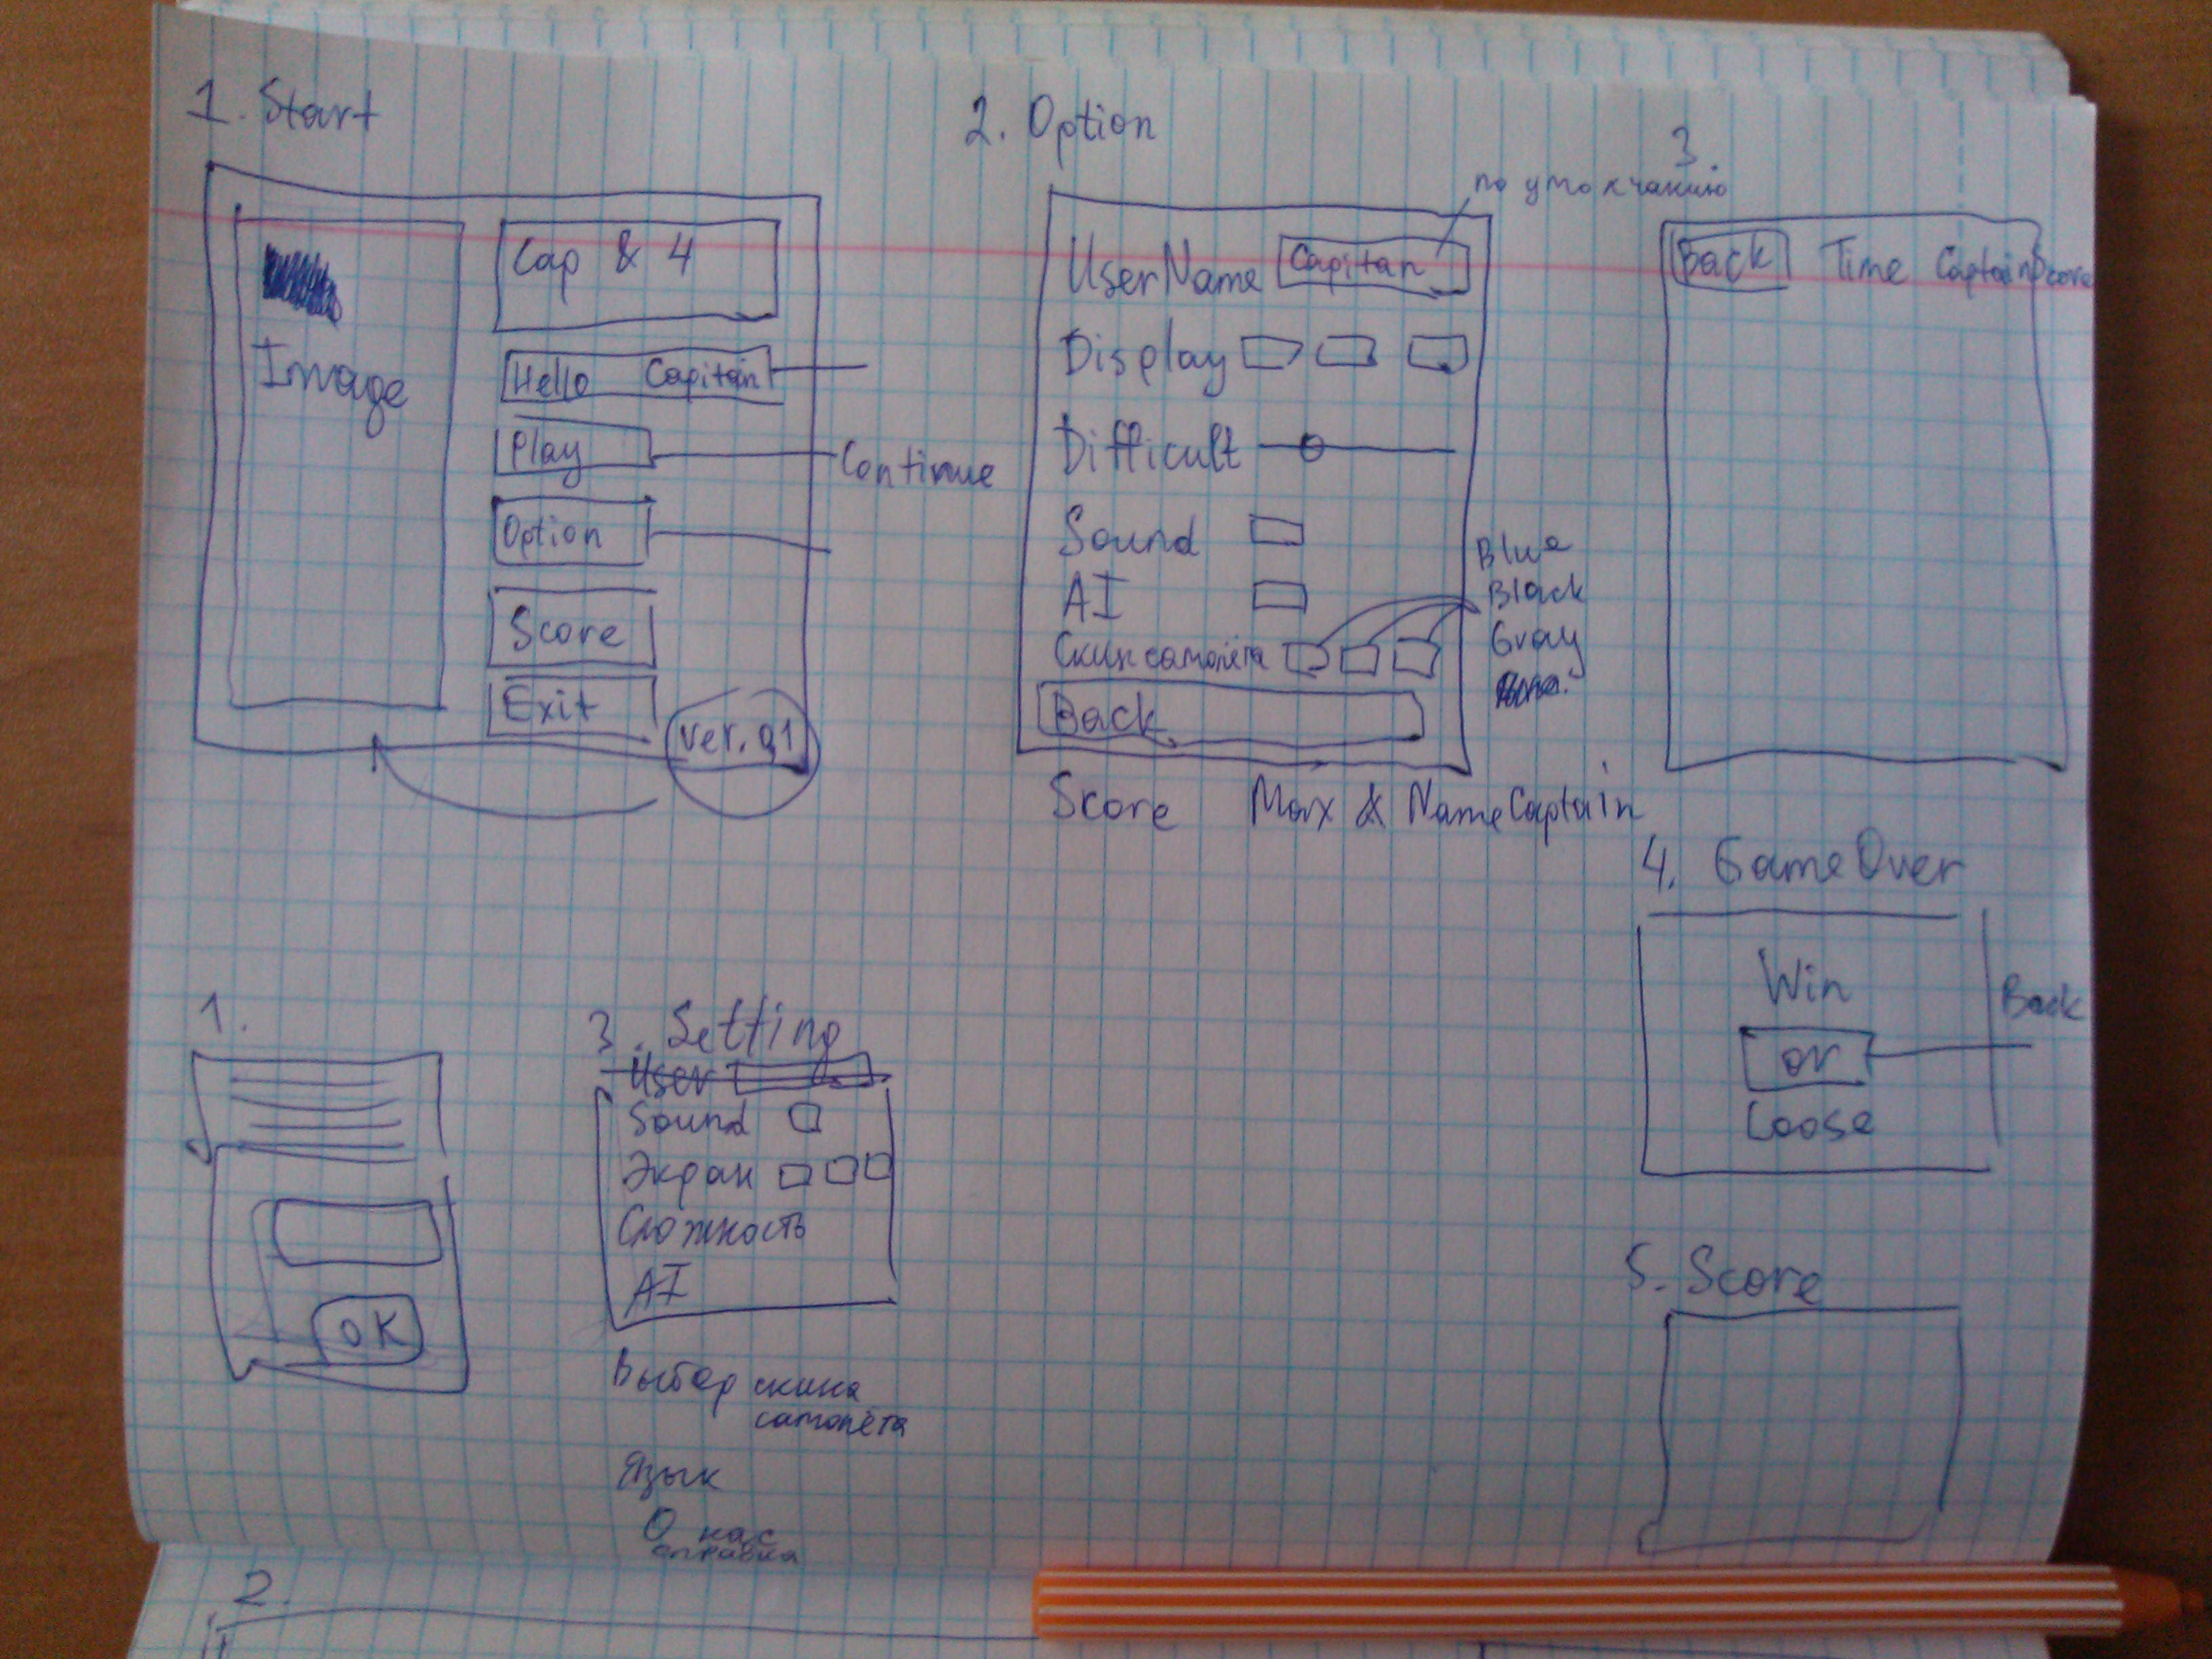 1. Start
Image
Cap & 4
Hello Capitan
Play
Continue
Option
Score
Exit
ver. 0.1
2. Option
по умолчанию
UserName Capitan
Display
Difficult
Sound
AI
Скин самолёта
Blue
Black
Gray
Back
Score Max & NameCaptain
3.
Back Time Captain Score
4. GameOver
Win
or
Loose
Back
5. Score
1.
OK
3. Setting
User
Sound
Экран
Сложность
AI
Выбор скина
самолёта
Язык
О нас
справка
2.